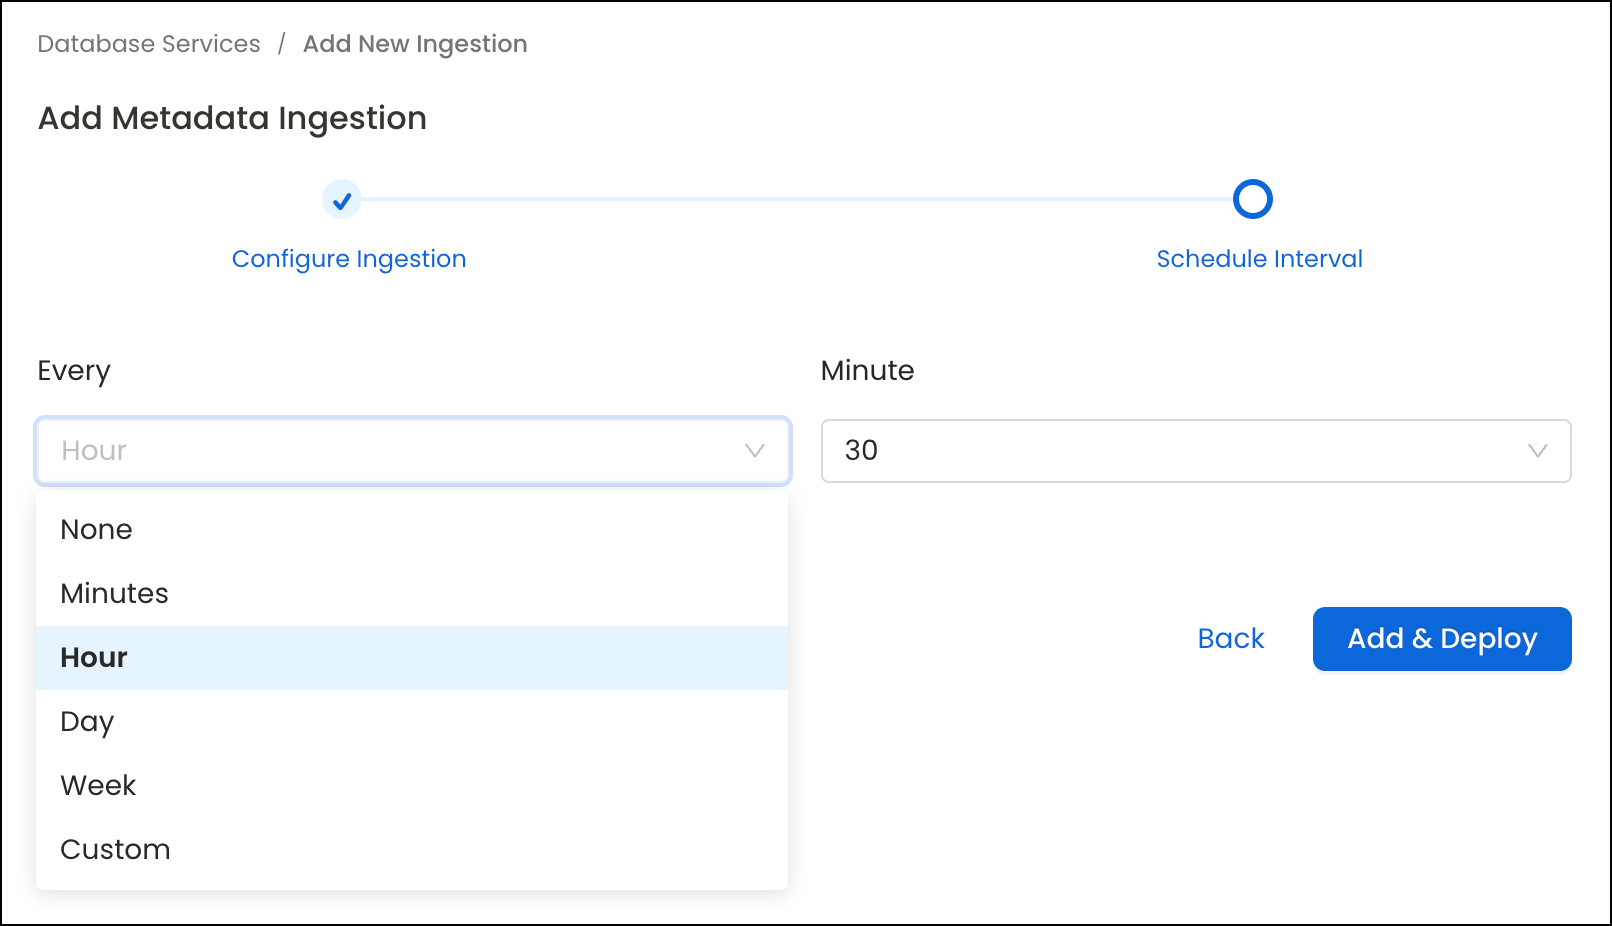 Database Services / Add New Ingestion
Add Metadata Ingestion
Configure Ingestion
Schedule Interval
Every
Minute
Hour
30
None
Minutes
Hour
Day
Week
Custom
Back
Add & Deploy